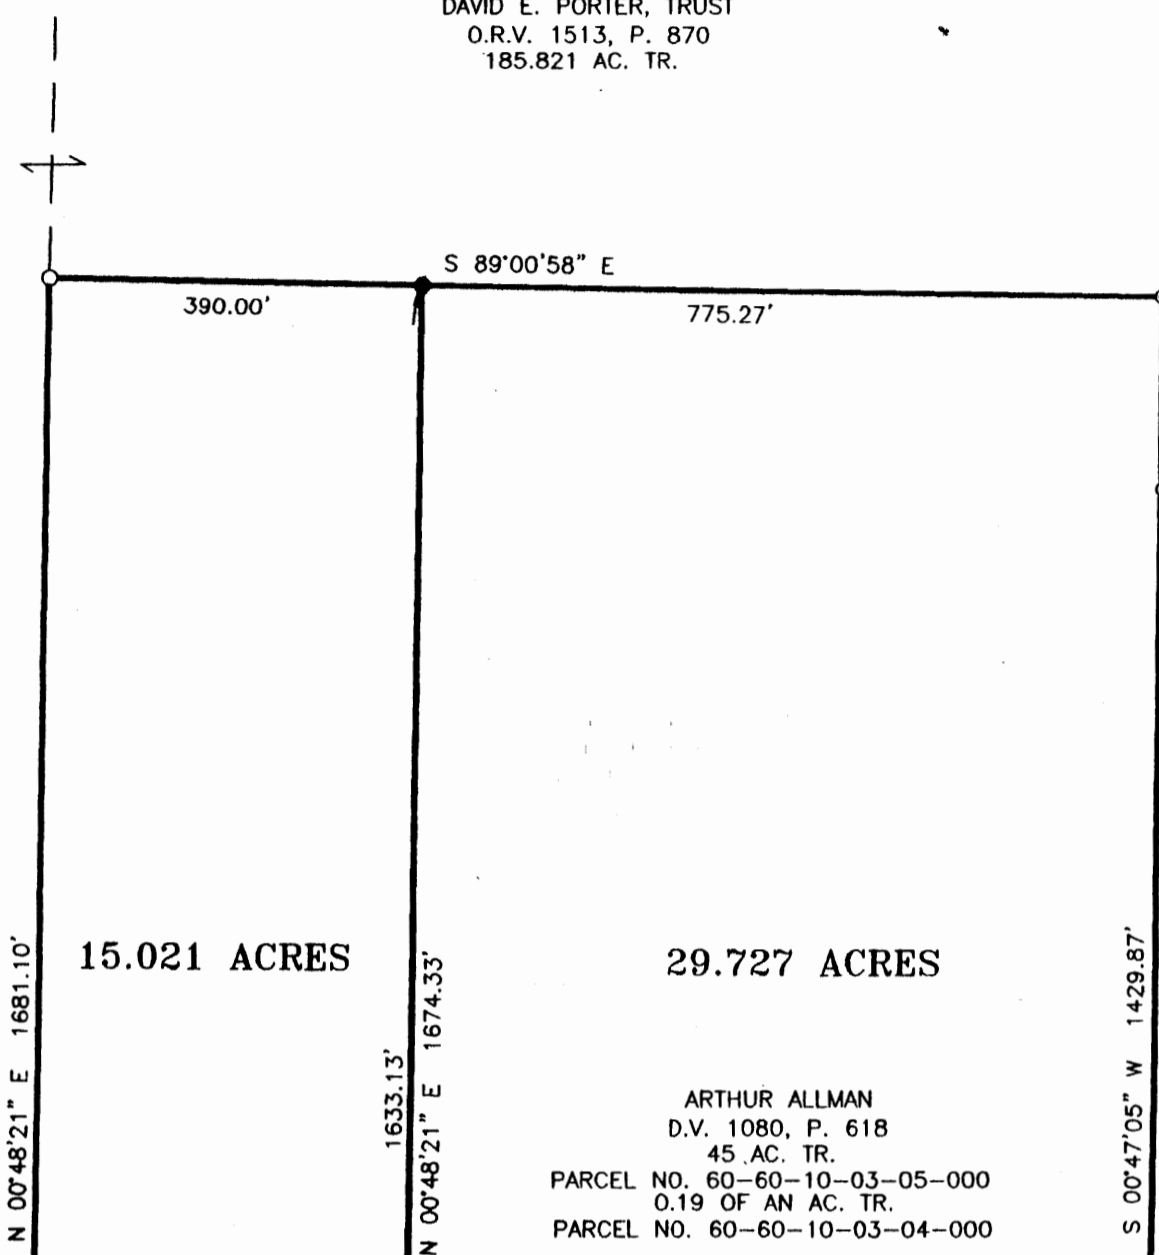 DAVID E. PORTER, TRUST
O.R.V. 1513, P. 870
185.821 AC. TR.
S 89°00'58" E
390.00'
775.27'
15.021 ACRES
29.727 ACRES
N 00°48'21" E 1681.10'
1633.13'
N 00°48'21" E 1674.33'
S 00°47'05" W 1429.87'
ARTHUR ALLMAN
D.V. 1080, P. 618
45 AC. TR.
PARCEL NO. 60-60-10-03-05-000
0.19 OF AN AC. TR.
PARCEL NO. 60-60-10-03-04-000